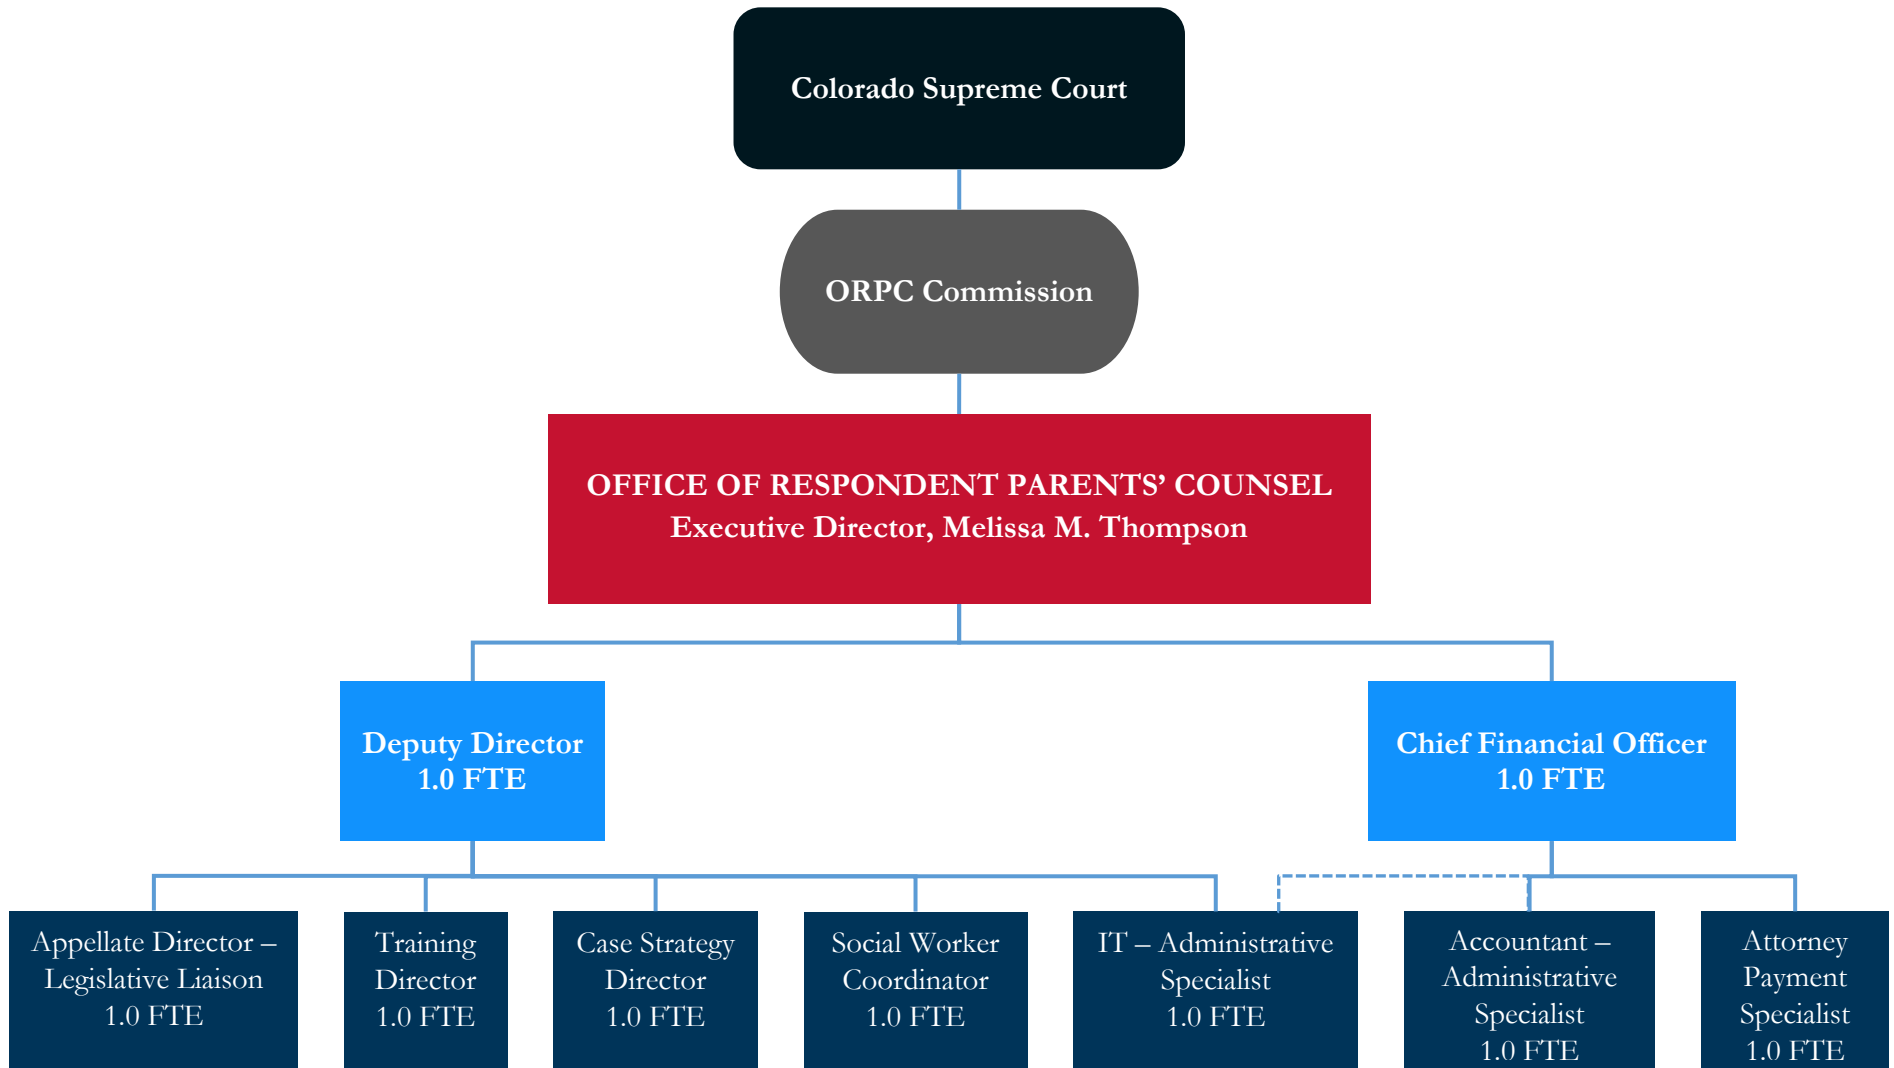 Colorado Supreme Court
ORPC Commission
OFFICE OF RESPONDENT PARENTS’ COUNSEL
Executive Director, Melissa M. Thompson
Deputy Director
1.0 FTE
Chief Financial Officer
1.0 FTE
Appellate Director –
Legislative Liaison
1.0 FTE
Training
Director
1.0 FTE
Case Strategy
Director
1.0 FTE
Social Worker
Coordinator
1.0 FTE
IT – Administrative
Specialist
1.0 FTE
Accountant –
Administrative
Specialist
1.0 FTE
Attorney
Payment
Specialist
1.0 FTE